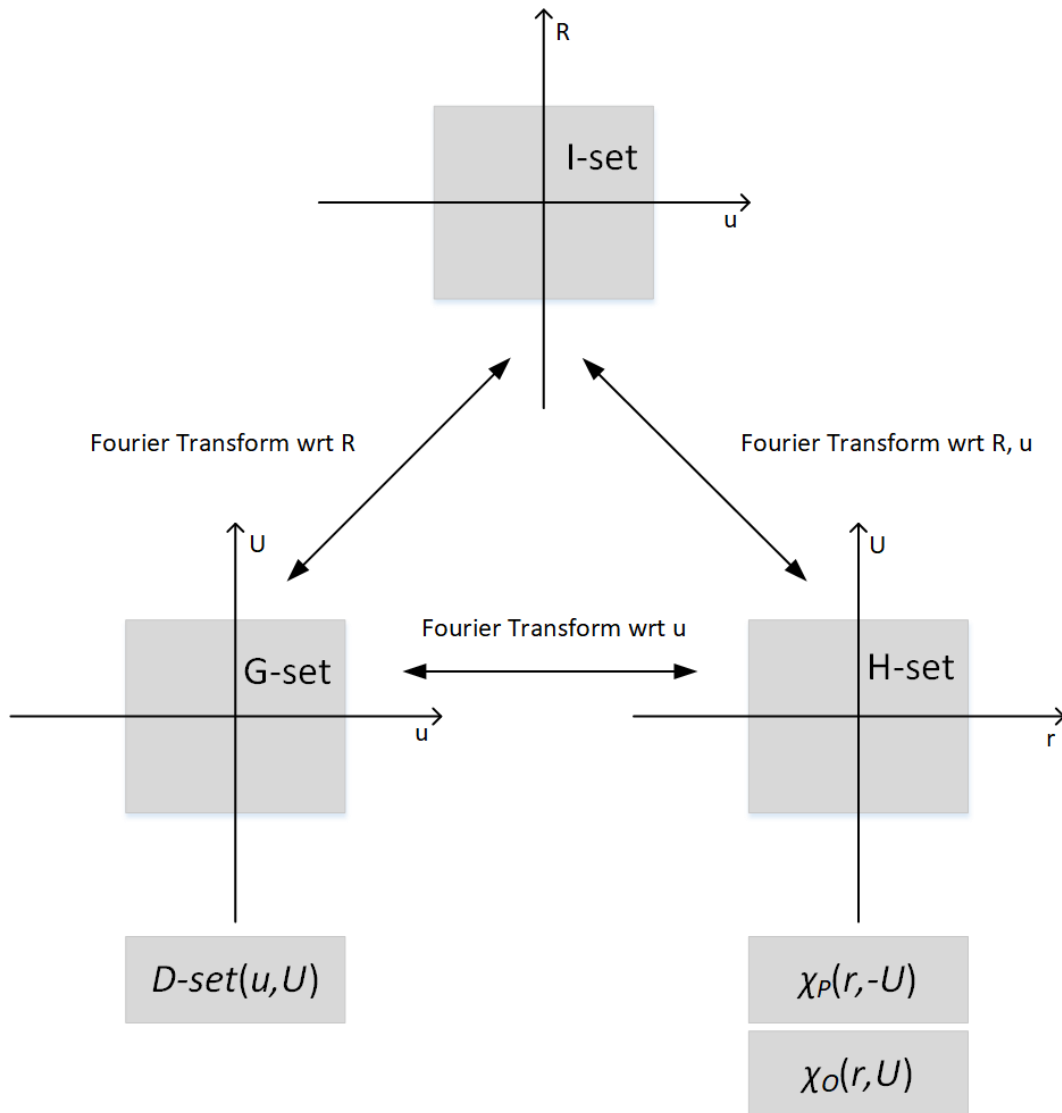 R
I-set
u
Fourier Transform wrt R
Fourier Transform wrt R, u
U
U
Fourier Transform wrt u
G-set
H-set
u
r
D-set(u,U)
χP(r,-U)
χO(r,U)